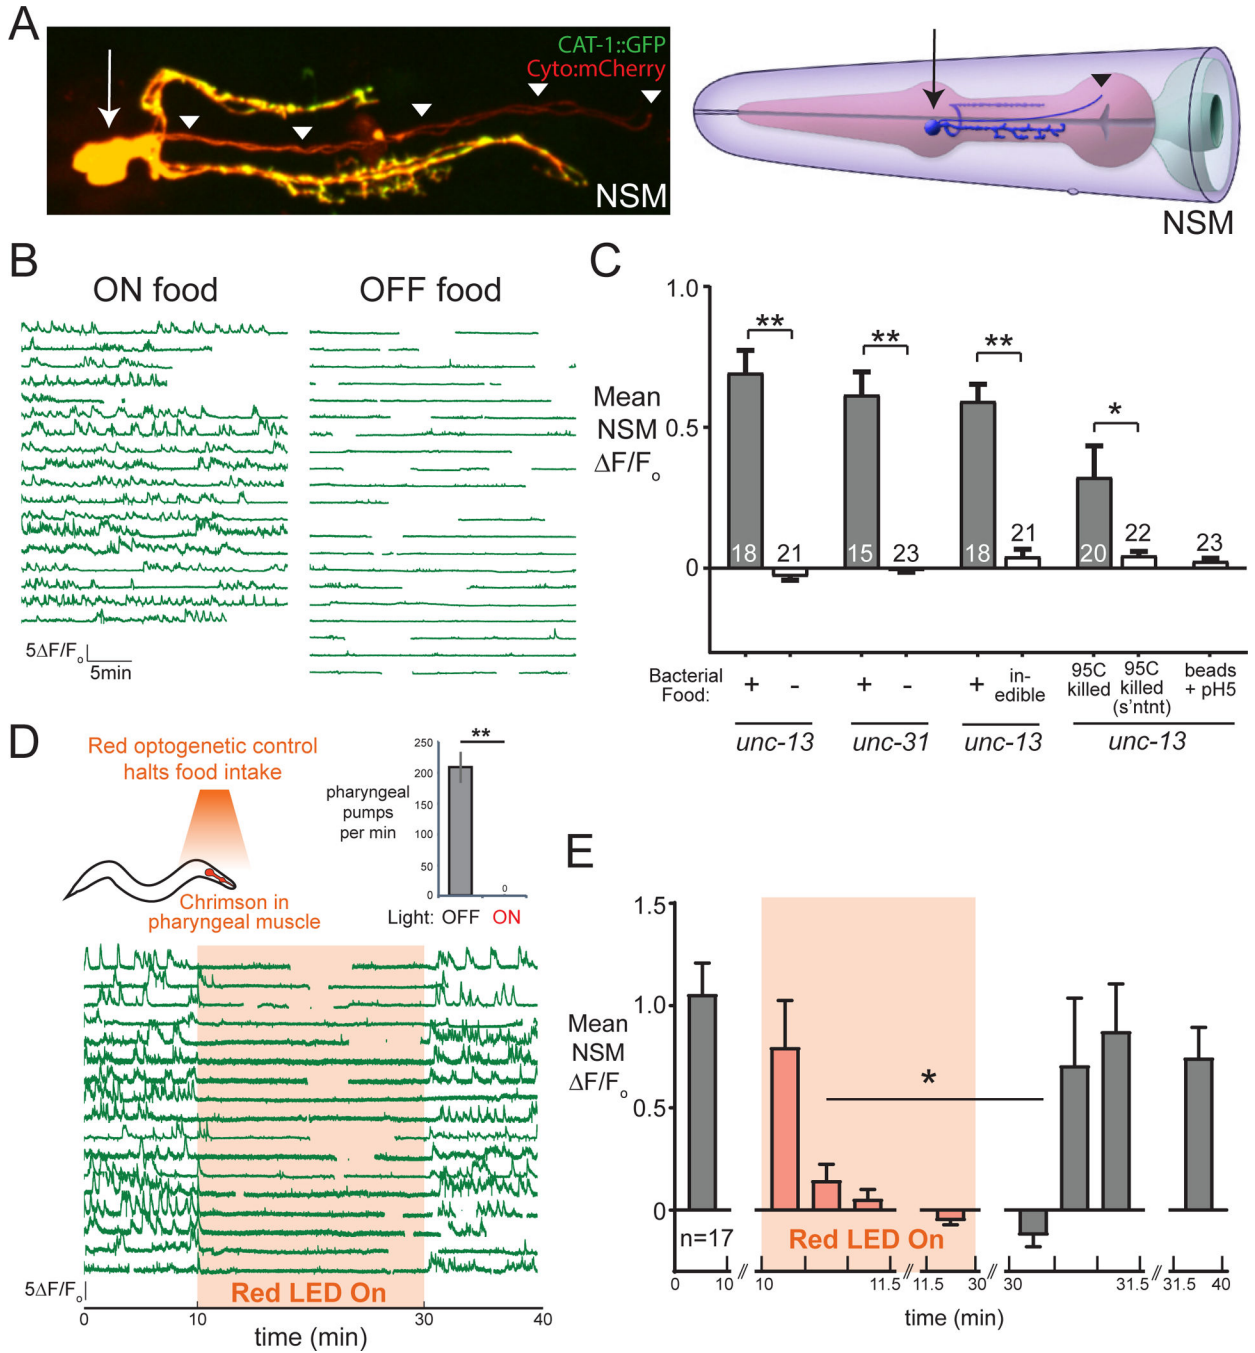 A
CAT-1::GFP
Cyto:mCherry
NSM
NSM
B
ON food
OFF food
5ΔF/Fo
5min
C
Mean
NSM
ΔF/Fo
1.0
0.5
0
**
**
**
*
18
21
15
23
18
21
20
22
23
Bacterial
Food:
+
-
+
-
+
in-
edible
95C
killed
95C
killed
(s'ntnt)
beads
+ pH5
unc-13
unc-31
unc-13
unc-13
D
Red optogenetic control
halts food intake
Chrimson in
pharyngeal muscle
pharyngeal
pumps
per min
250
200
150
100
50
0
**
0
Light: OFF ON
5ΔF/Fo
Red LED On
0 10 30 40
time (min)
E
Mean
NSM
ΔF/Fo
1.5
1.0
0.5
0
*
n=17
Red LED On
0 10 // 10 11.5 // 11.5 30 // 30 31.5 // 31.5 40
time (min)